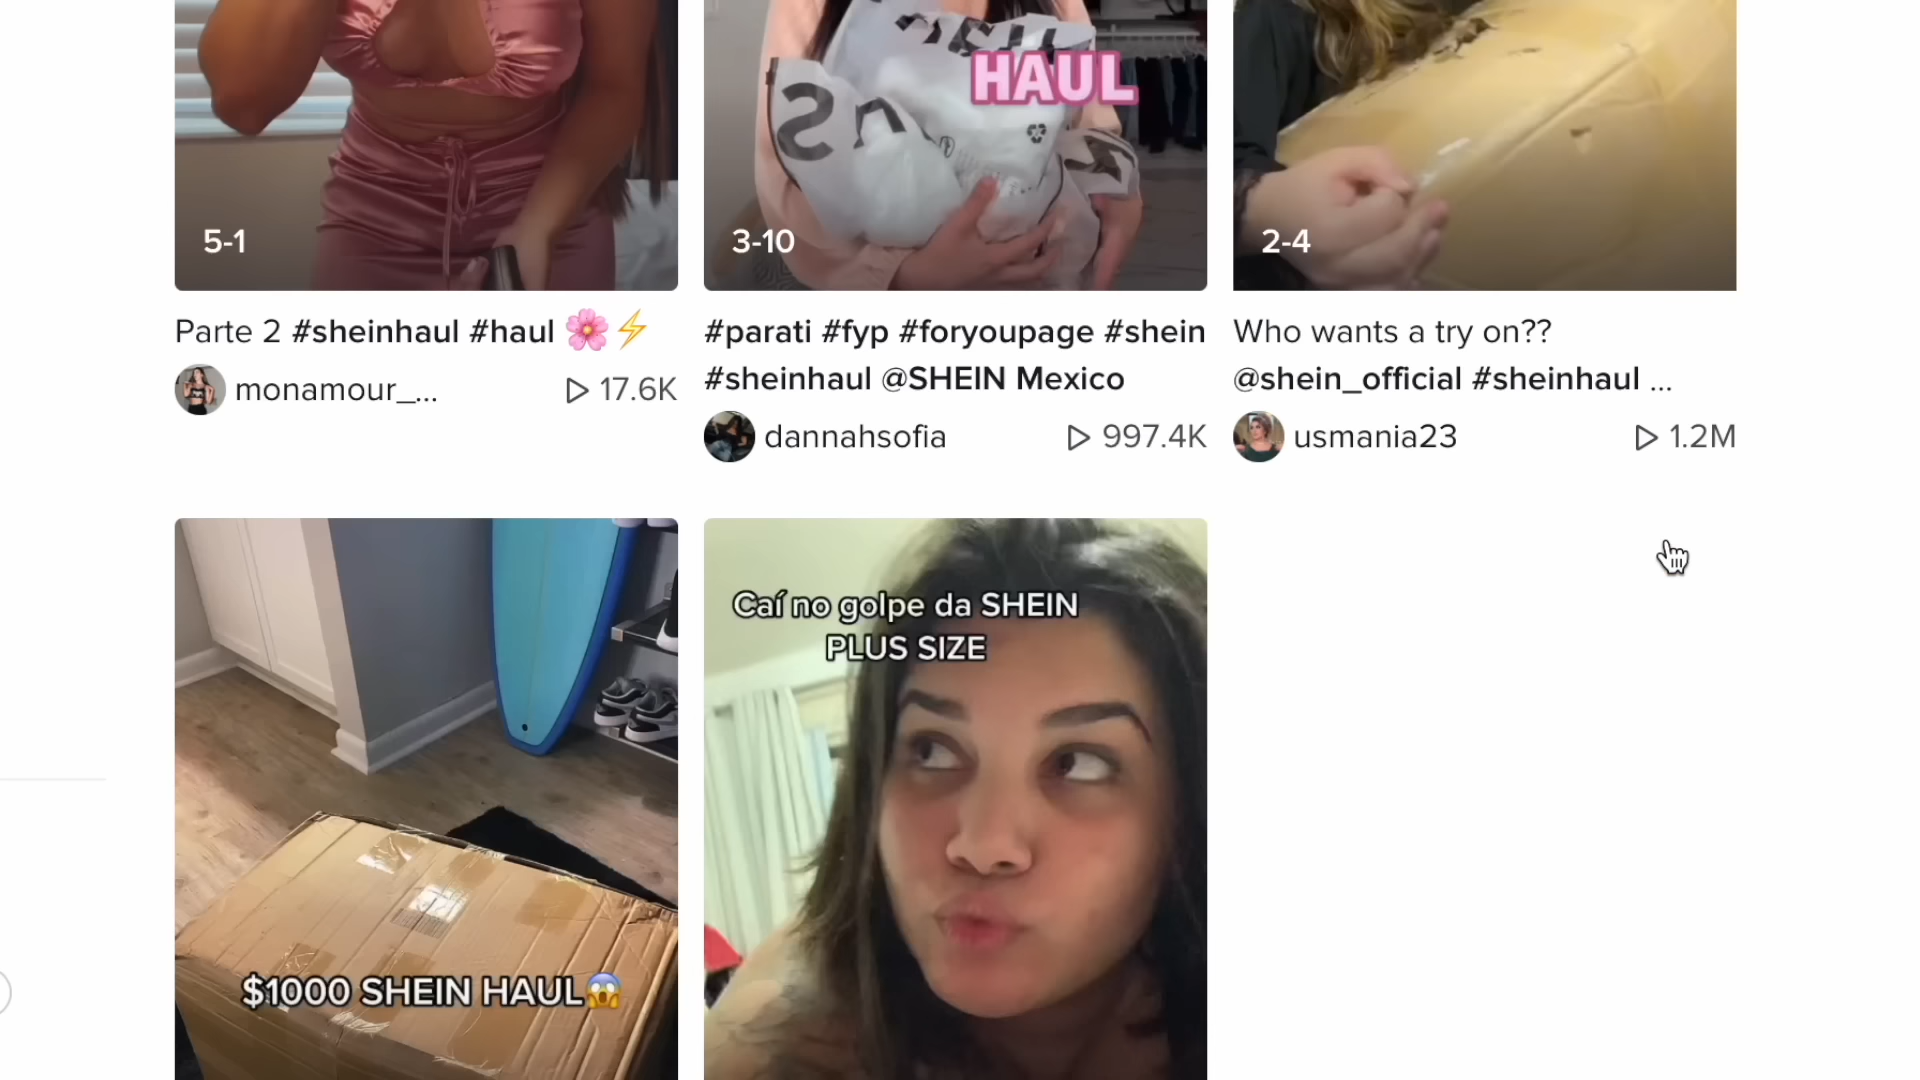 HAUL
5-1
3-10
2-4
Parte 2 #sheinhaul #haul 🌸⚡
monamour_...
17.6K
#parati #fyp #foryoupage #shein
#sheinhaul @SHEIN Mexico
dannahsofia
997.4K
Who wants a try on??
@shein_official #sheinhaul ...
usmania23
1.2M
$1000 SHEIN HAUL😱
Caí no golpe da SHEIN
PLUS SIZE